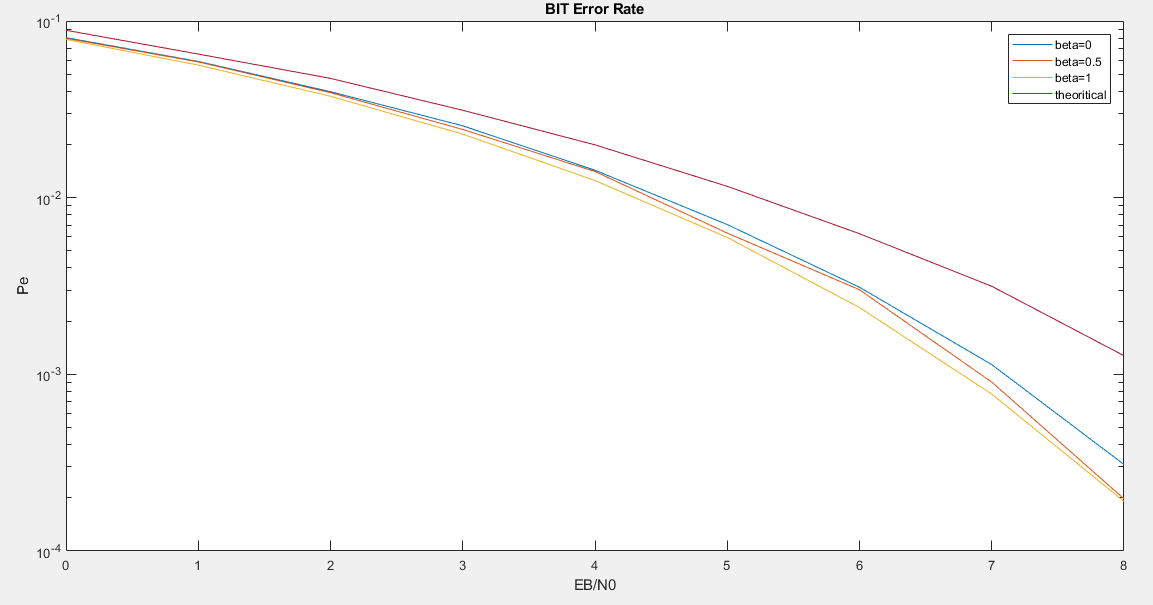 BIT Error Rate
10-1
10-2
10-3
10-4
Pe
0 1 2 3 4 5 6 7 8
EB/N0
beta=0
beta=0.5
beta=1
theoritical